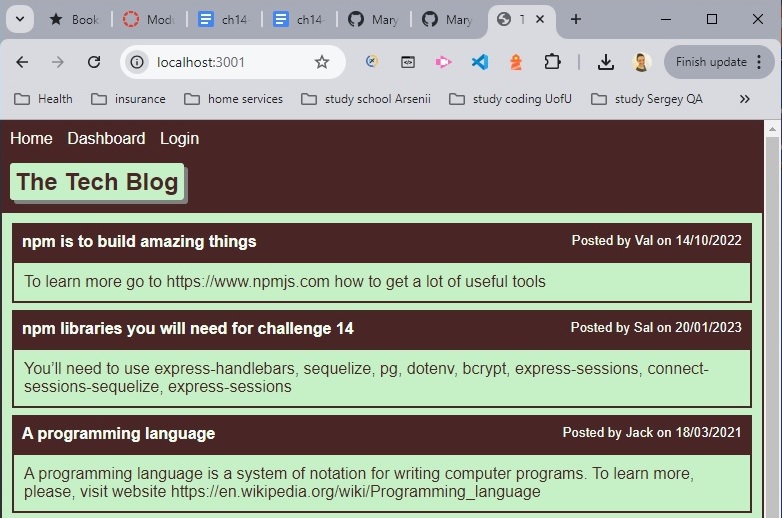 Book
Modu
ch14-
ch14-
Mary
Mary
T
localhost:3001
Finish update
Health
insurance
home services
study school Arsenii
study coding UofU
study Sergey QA
Home Dashboard Login
The Tech Blog
npm is to build amazing things
Posted by Val on 14/10/2022
To learn more go to https://www.npmjs.com how to get a lot of useful tools
npm libraries you will need for challenge 14
Posted by Sal on 20/01/2023
You’ll need to use express-handlebars, sequelize, pg, dotenv, bcrypt, express-sessions, connect-
sessions-sequelize, express-sessions
A programming language
Posted by Jack on 18/03/2021
A programming language is a system of notation for writing computer programs. To learn more,
please, visit website https://en.wikipedia.org/wiki/Programming_language